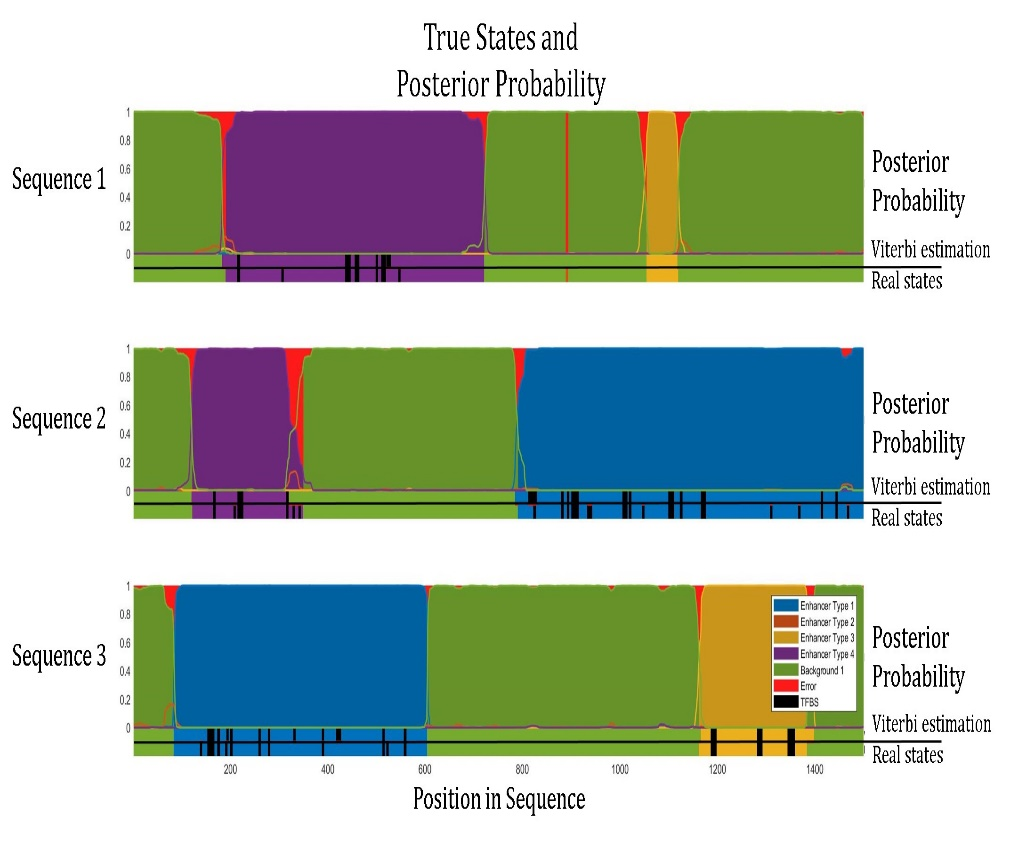 True States and
Posterior Probability
1
0.8
0.6
0.4
0.2
0
Sequence 1
Posterior
Probability
Viterbi estimation
Real states
1
0.8
0.6
0.4
0.2
0
Sequence 2
Posterior
Probability
Viterbi estimation
Real states
1
0.8
0.6
0.4
0.2
0
Sequence 3
Enhancer Type 1
Enhancer Type 2
Enhancer Type 3
Enhancer Type 4
Background 1
Error
TFBS
Posterior
Probability
Viterbi estimation
Real states
200 400 600 800 1000 1200 1400
Position in Sequence